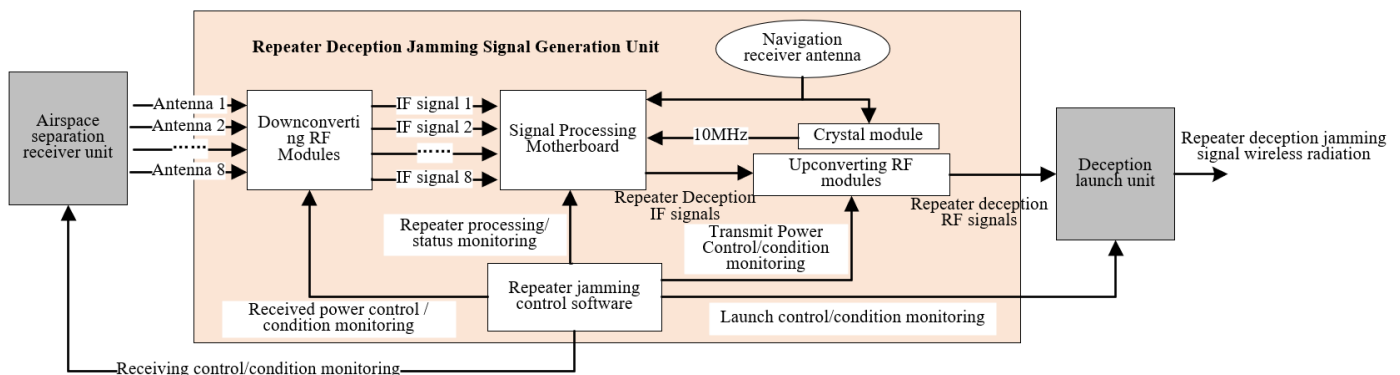 Repeater Deception Jamming Signal Generation Unit
Navigation
receiver antenna
Airspace
separation
receiver unit
Antenna 1
Antenna 2
......
Antenna 8
Downconverti
ng RF
Modules
IF signal 1
IF signal 2
......
IF signal 8
Signal Processing
Motherboard
10MHz
Crystal module
Upconverting RF
modules
Deception
launch unit
Repeater deception jamming
signal wireless radiation
Repeater Deception
IF signals
Repeater deception
RF signals
Repeater processing/
status monitoring
Transmit Power
Control/condition
monitoring
Repeater jamming
control software
Received power control /
condition monitoring
Launch control/condition monitoring
Receiving control/condition monitoring